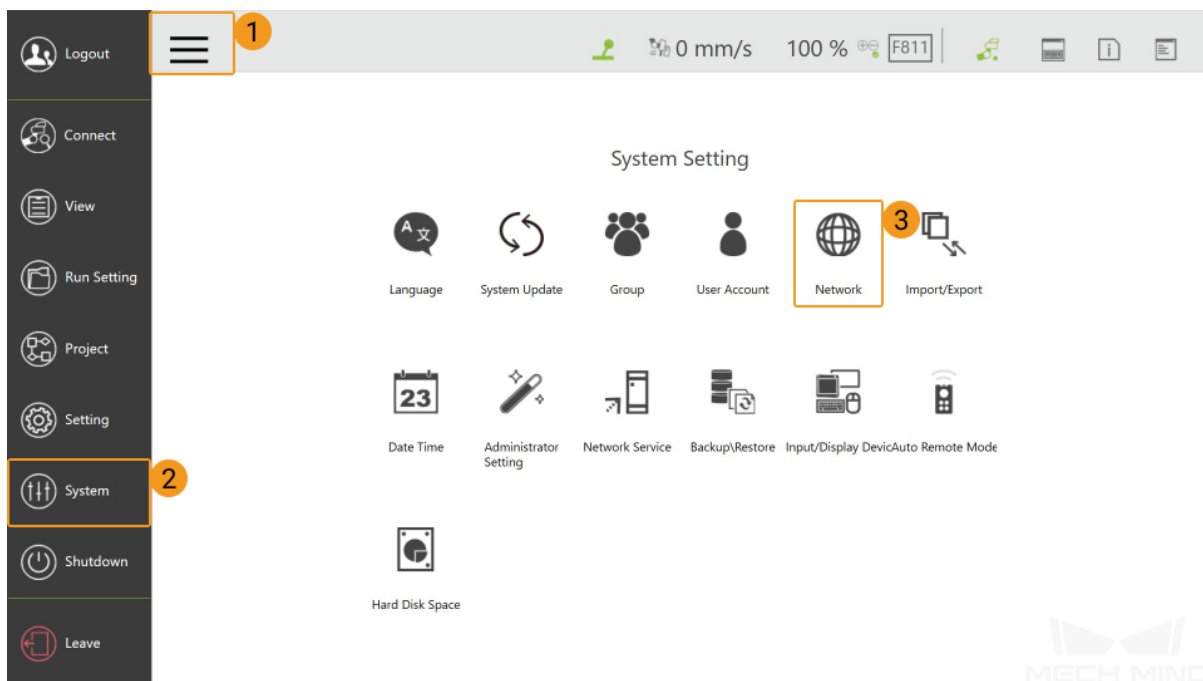 Logout
1
0 mm/s
100 %
F811
Connect
View
Run Setting
Project
Setting
System
2
Shutdown
Leave
System Setting
3
Language
System Update
Group
User Account
Network
Import/Export
23
Date Time
Administrator
Setting
Network Service
Backup\Restore
Input/Display Devic
Auto Remote Mode
Hard Disk Space
MECH MIND